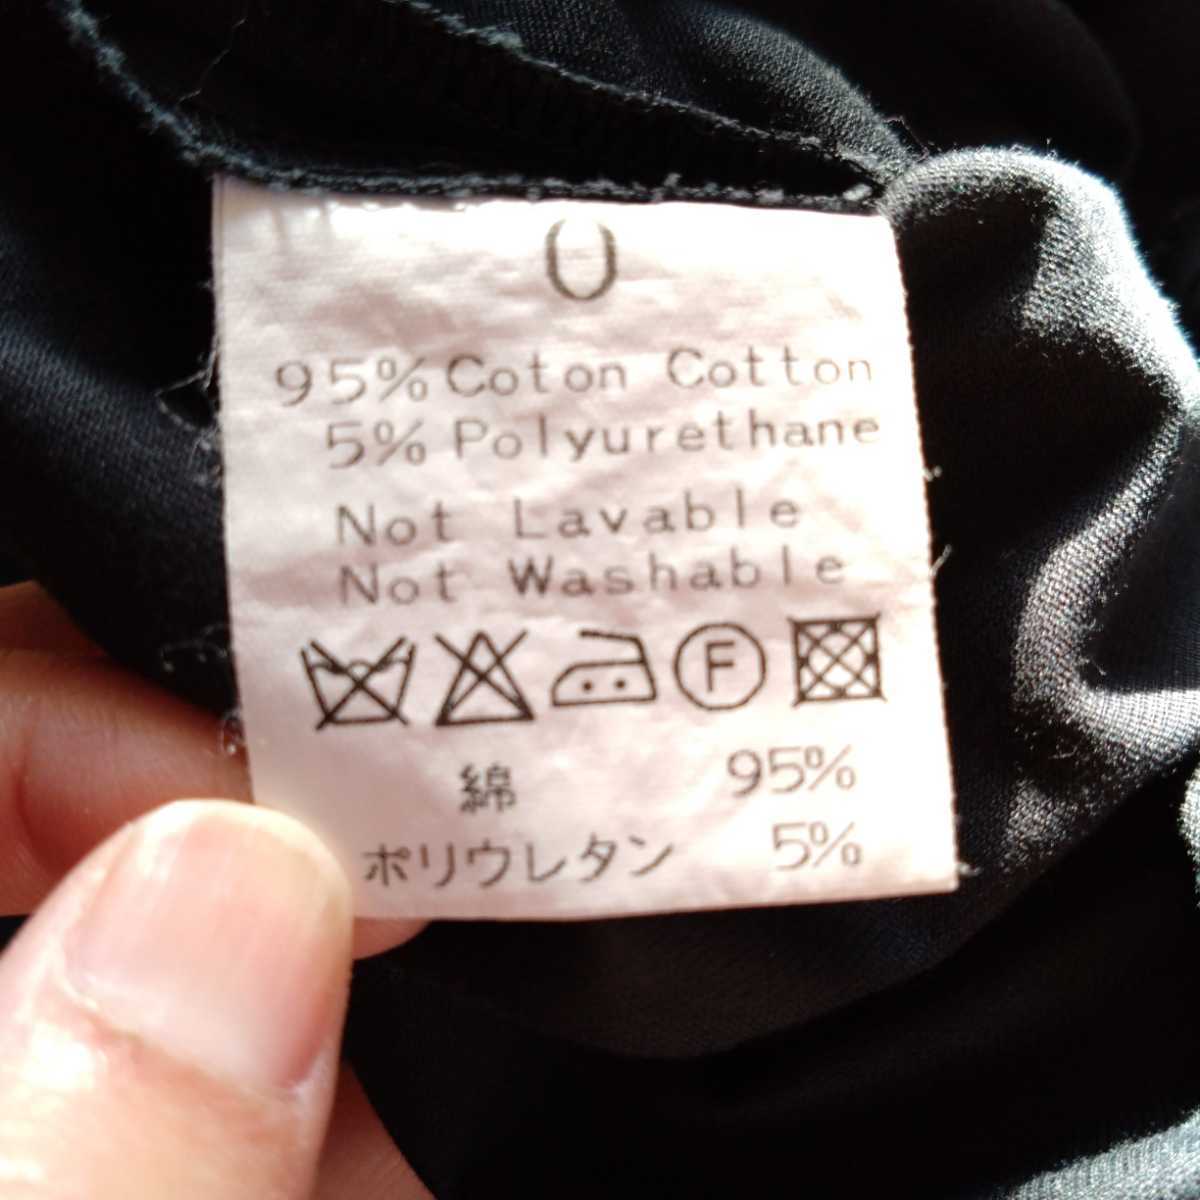 0
95% Coton Cotton
5% Polyurethane
Not Lavable
Not Washable
F
綿 95%
ポリウレタン 5%